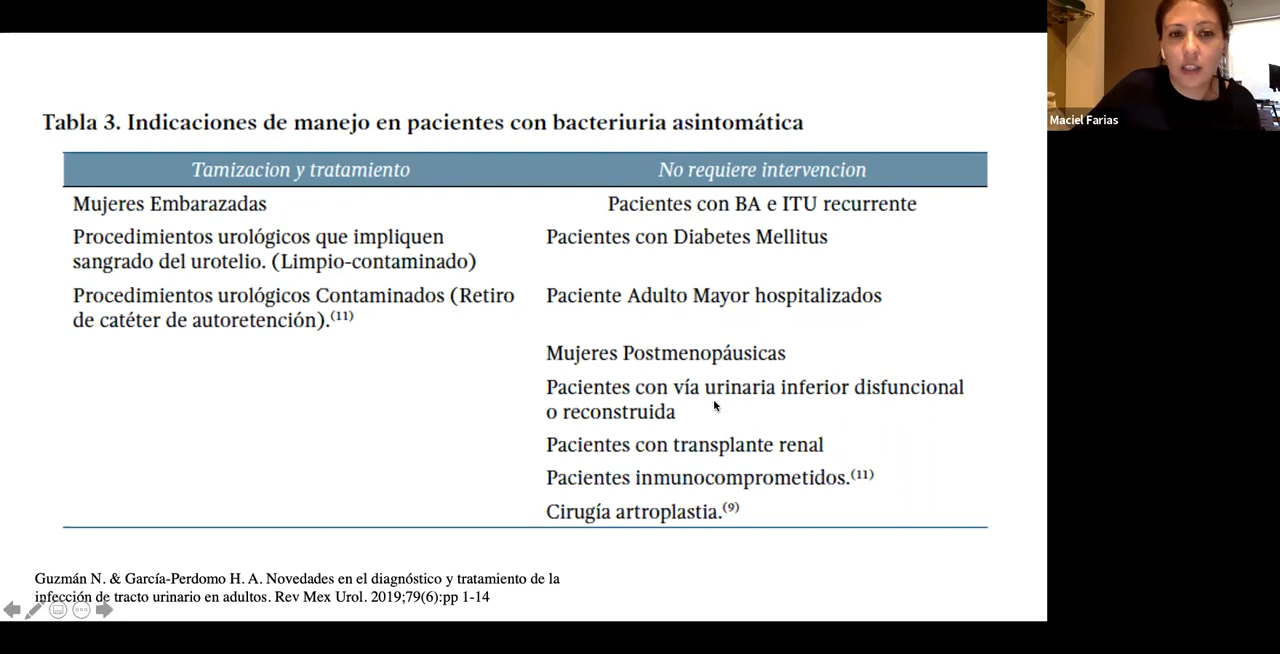 Maciel Farias
Tabla 3. Indicaciones de manejo en pacientes con bacteriuria asintomática
Tamizacion y tratamiento
No requiere intervencion
Mujeres Embarazadas
Pacientes con BA e ITU recurrente
Procedimientos urológicos que impliquen
sangrado del urotelio. (Limpio-contaminado)
Pacientes con Diabetes Mellitus
Procedimientos urológicos Contaminados (Retiro
de catéter de autoretención).(11)
Paciente Adulto Mayor hospitalizados
Mujeres Postmenopáusicas
Pacientes con vía urinaria inferior disfuncional
o reconstruida
Pacientes con transplante renal
Pacientes inmunocomprometidos.(11)
Cirugía artroplastia.(9)
Guzmán N. & García-Perdomo H. A. Novedades en el diagnóstico y tratamiento de la
infección de tracto urinario en adultos. Rev Mex Urol. 2019;79(6):pp 1-14